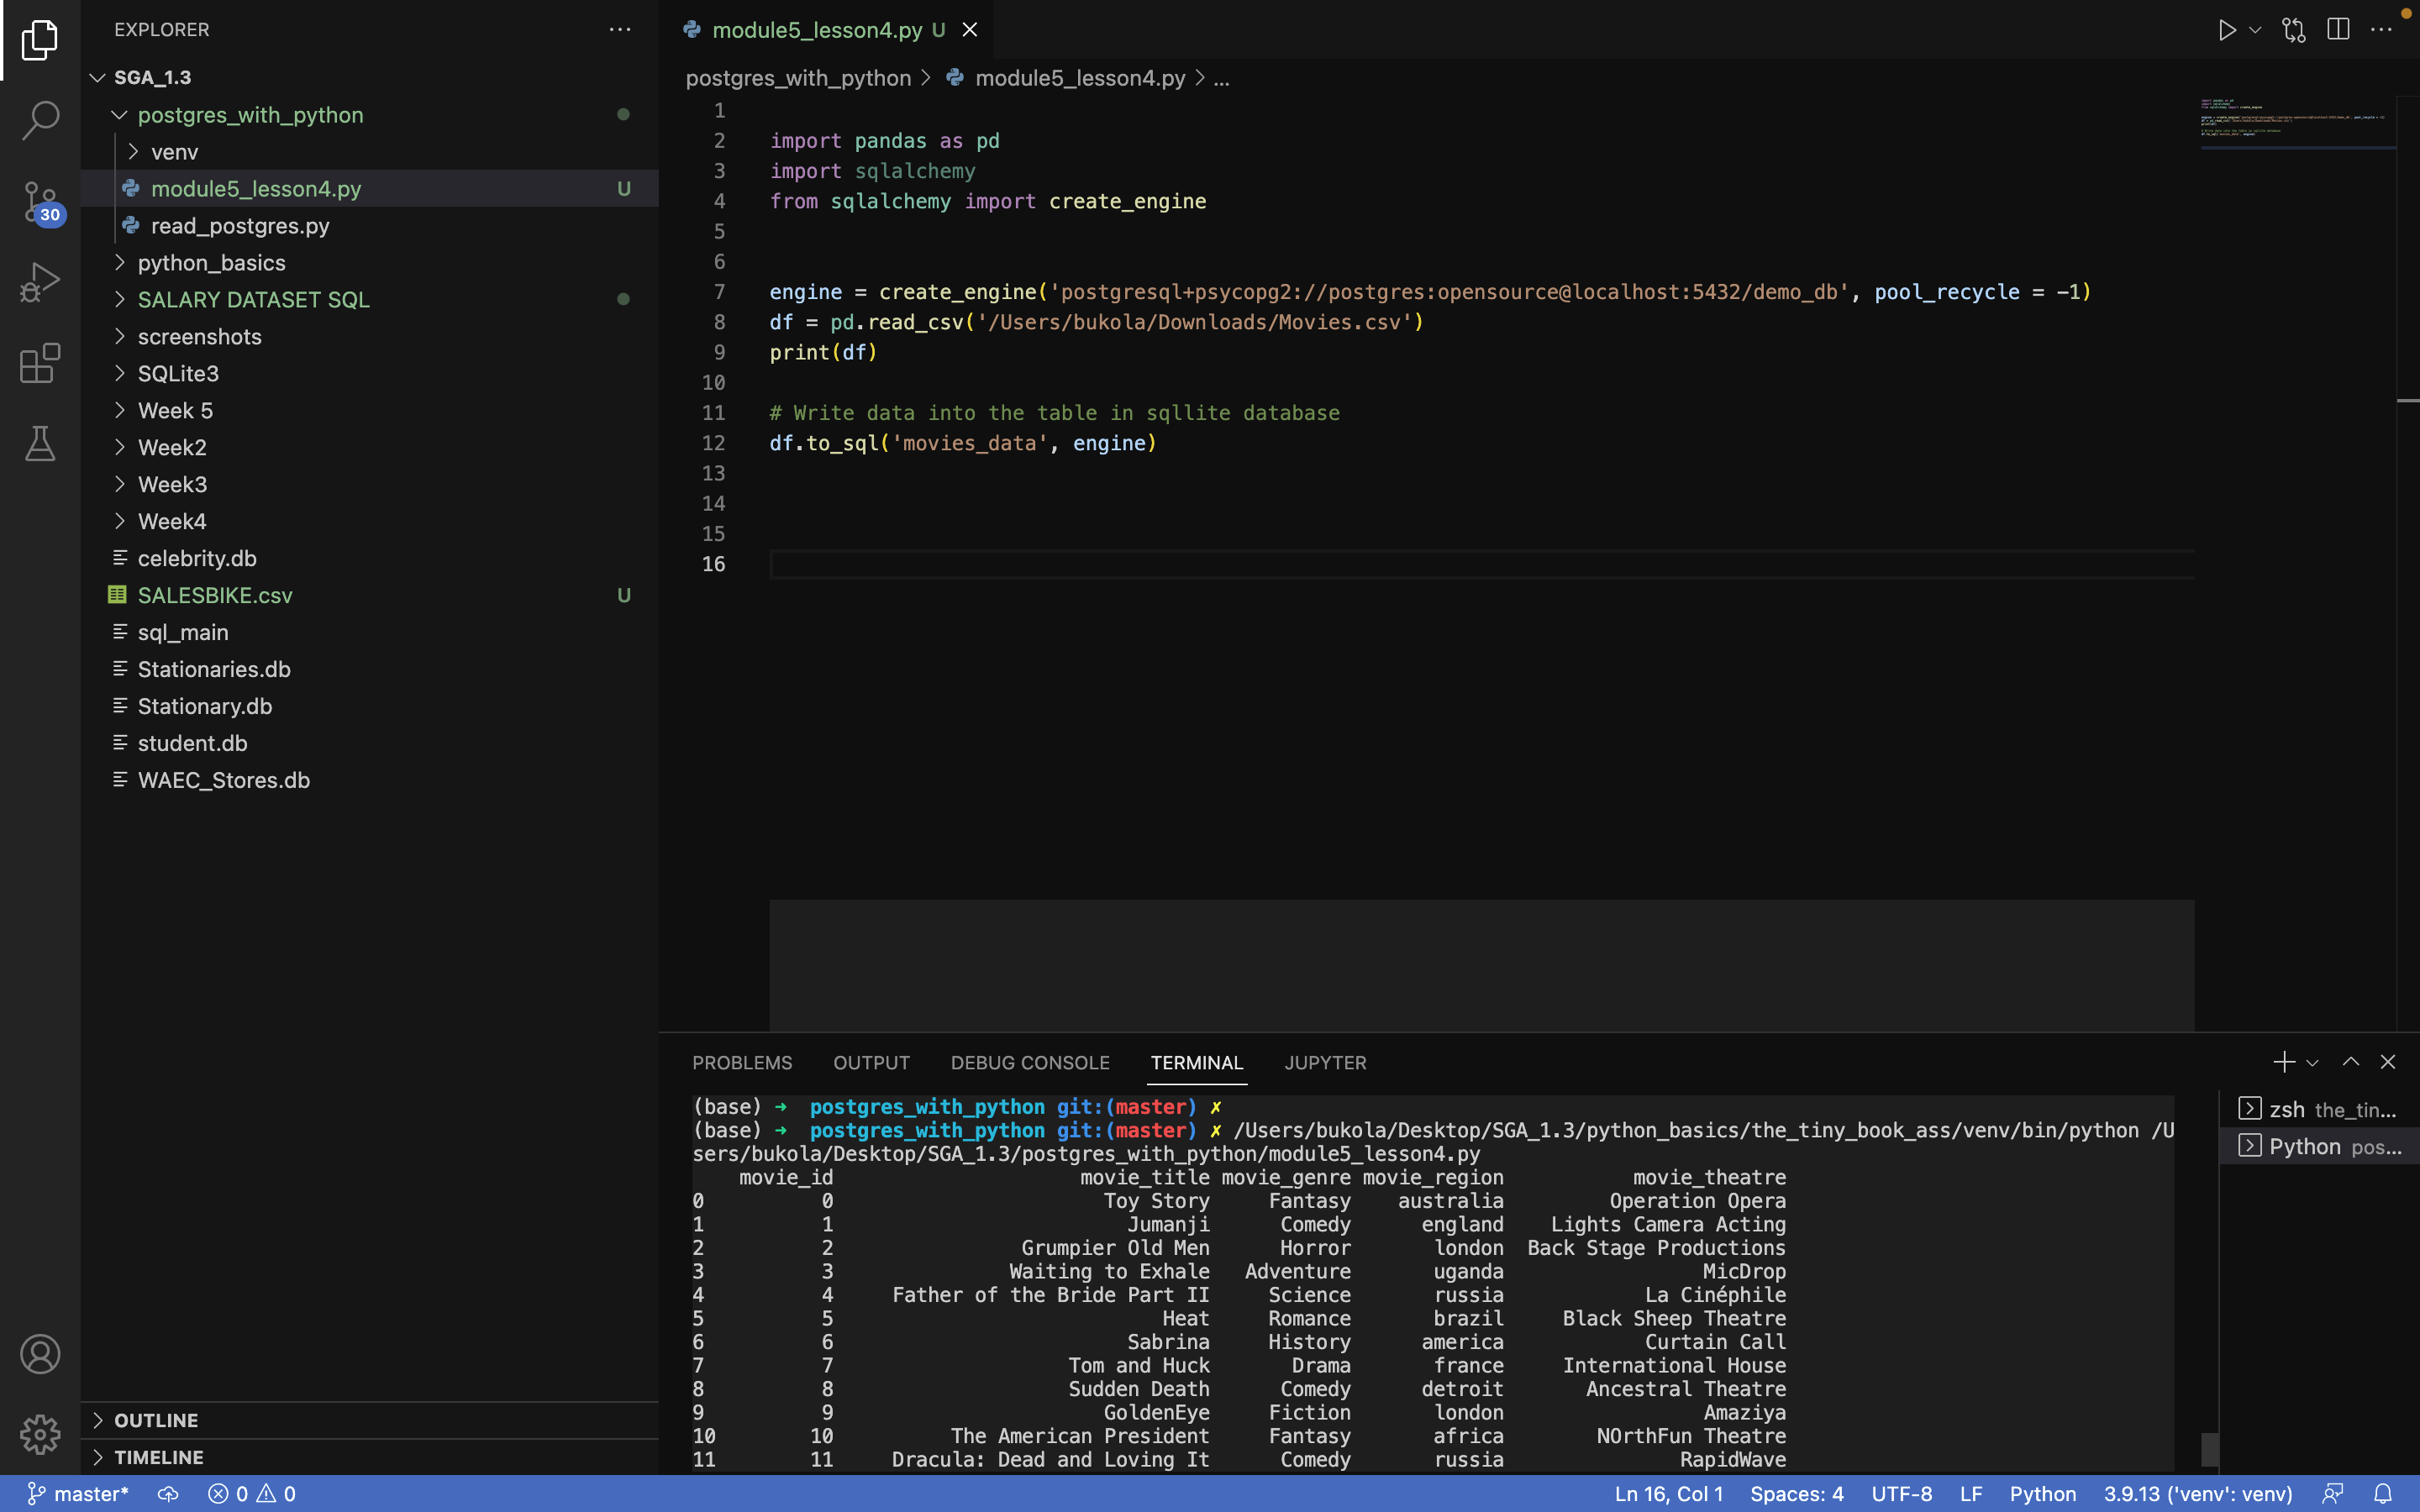 EXPLORER
SGA_1.3
postgres_with_python
venv
module5_lesson4.py U
read_postgres.py
python_basics
SALARY DATASET SQL
screenshots
SQLite3
Week 5
Week2
Week3
Week4
celebrity.db
SALESBIKE.csv U
sql_main
Stationaries.db
Stationary.db
student.db
WAEC_Stores.db
OUTLINE
TIMELINE
30
module5_lesson4.py U
postgres_with_python > module5_lesson4.py > ...
1
2 import pandas as pd
3 import sqlalchemy
4 from sqlalchemy import create_engine
5
6
7 engine = create_engine('postgresql+psycopg2://postgres:opensource@localhost:5432/demo_db', pool_recycle = -1)
8 df = pd.read_csv('/Users/bukola/Downloads/Movies.csv')
9 print(df)
10
11 # Write data into the table in sqllite database
12 df.to_sql('movies_data', engine)
13
14
15
16
PROBLEMS OUTPUT DEBUG CONSOLE TERMINAL JUPYTER
(base) ➜ postgres_with_python git:(master) ✗
(base) ➜ postgres_with_python git:(master) ✗ /Users/bukola/Desktop/SGA_1.3/python_basics/the_tiny_book_ass/venv/bin/python /U
sers/bukola/Desktop/SGA_1.3/postgres_with_python/module5_lesson4.py
movie_id movie_title movie_genre movie_region movie_theatre
0 0 Toy Story Fantasy australia Operation Opera
1 1 Jumanji Comedy england Lights Camera Acting
2 2 Grumpier Old Men Horror london Back Stage Productions
3 3 Waiting to Exhale Adventure uganda MicDrop
4 4 Father of the Bride Part II Science russia La Cinéphile
5 5 Heat Romance brazil Black Sheep Theatre
6 6 Sabrina History america Curtain Call
7 7 Tom and Huck Drama france International House
8 8 Sudden Death Comedy detroit Ancestral Theatre
9 9 GoldenEye Fiction london Amaziya
10 10 The American President Fantasy africa NOrthFun Theatre
11 11 Dracula: Dead and Loving It Comedy russia RapidWave
zsh the_tin...
Python pos...
master* 0 0 Ln 16, Col 1 Spaces: 4 UTF-8 LF Python 3.9.13 ('venv': venv)